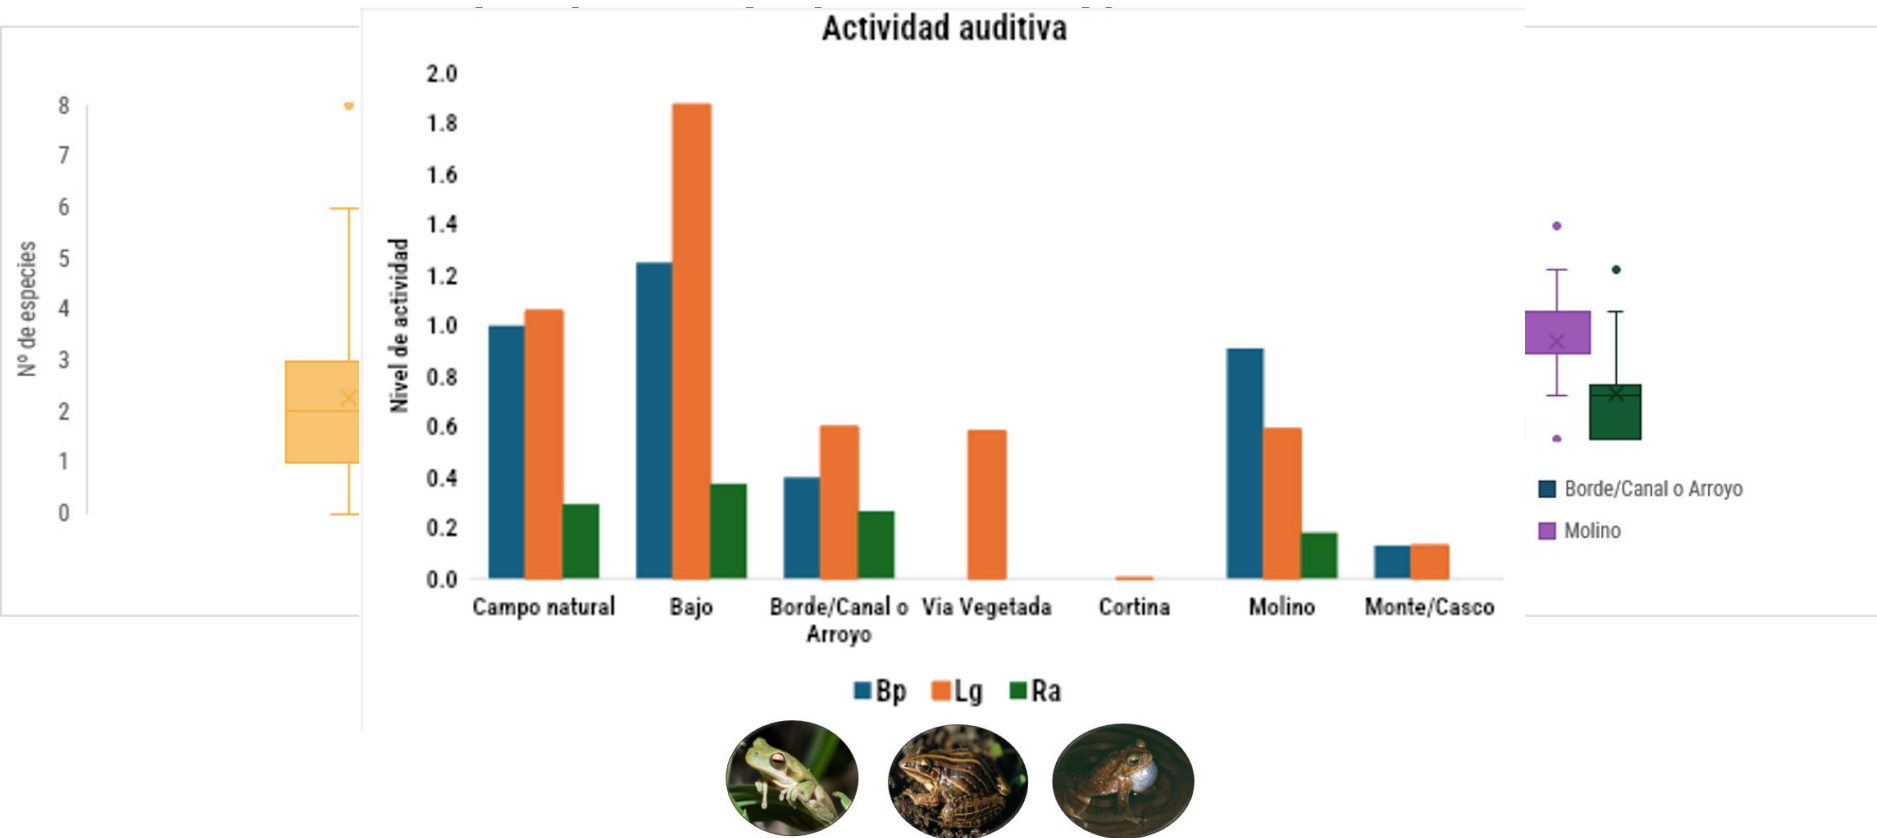 Actividad auditiva
Nº de especies
8
7
6
5
4
3
2
1
0
Nivel de actividad
2.0
1.8
1.6
1.4
1.2
1.0
0.8
0.6
0.4
0.2
0.0
Campo natural
Bajo
Borde/Canal o
Arroyo
Via Vegetada
Cortina
Molino
Monte/Casco
Bp
Lg
Ra
Borde/Canal o Arroyo
Molino